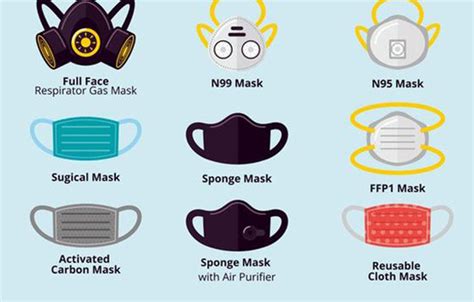 Full Face
Respirator Gas Mask
N99 Mask
N95 Mask
Sugical Mask
Sponge Mask
FFP1 Mask
Activated
Carbon Mask
Sponge Mask
with Air Purifier
Reusable
Cloth Mask